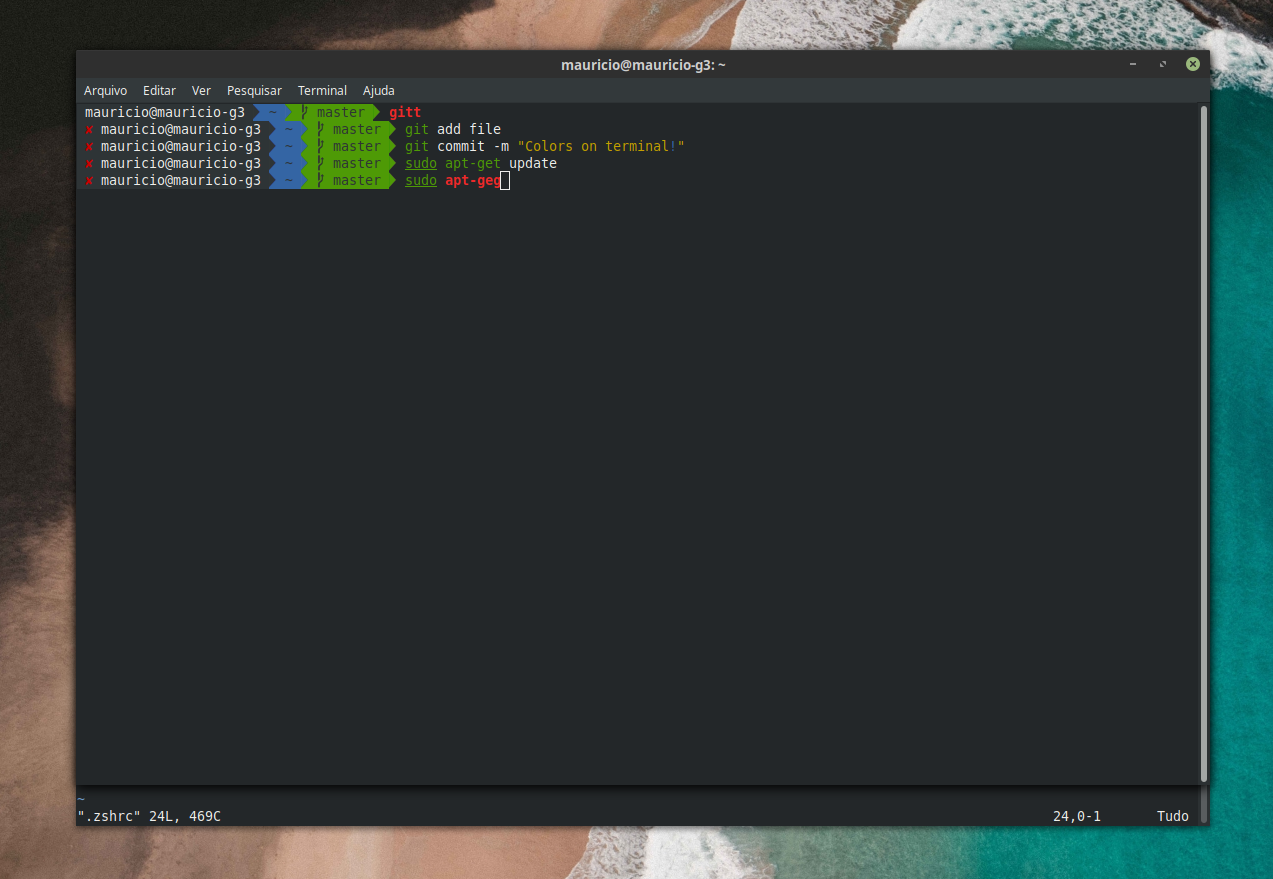 mauricio@mauricio-g3: ~
Arquivo Editar Ver Pesquisar Terminal Ajuda
mauricio@mauricio-g3 ~ master gitt
✘ mauricio@mauricio-g3 ~ master git add file
✘ mauricio@mauricio-g3 ~ master git commit -m "Colors on terminal!"
✘ mauricio@mauricio-g3 ~ master sudo apt-get update
✘ mauricio@mauricio-g3 ~ master sudo apt-geg
~
".zshrc" 24L, 469C 24,0-1 Tudo